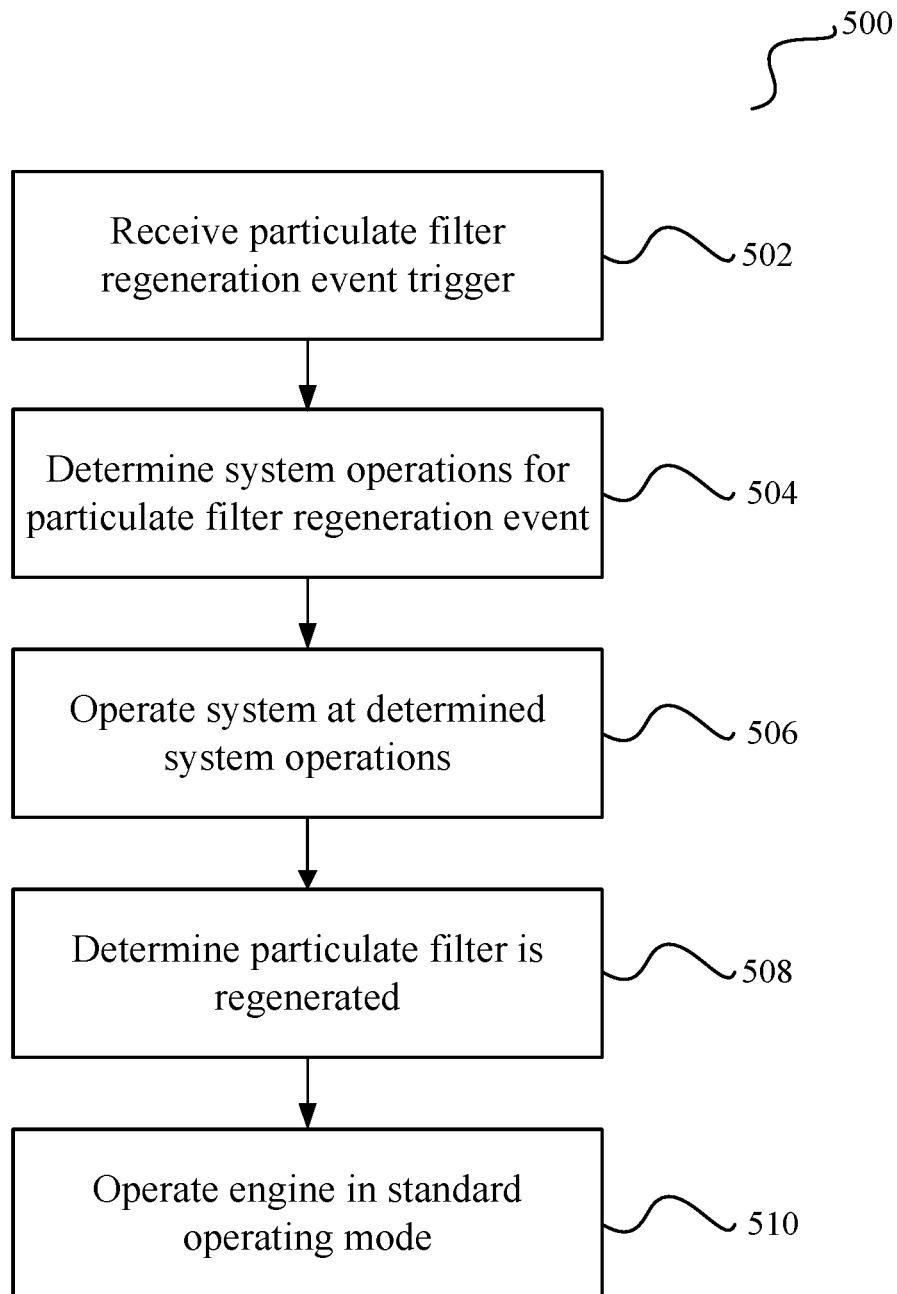 500
Receive particulate filter
regeneration event trigger
502
Determine system operations for
particulate filter regeneration event
504
Operate system at determined
system operations
506
Determine particulate filter is
regenerated
508
Operate engine in standard
operating mode
510